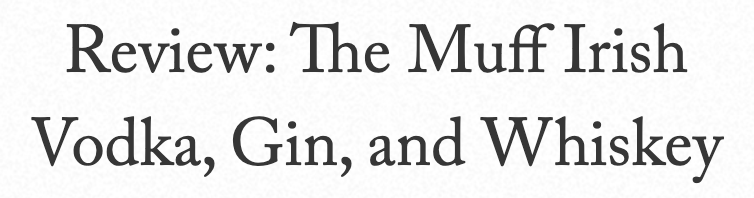 Review: The Muff Irish
Vodka, Gin, and Whiskey